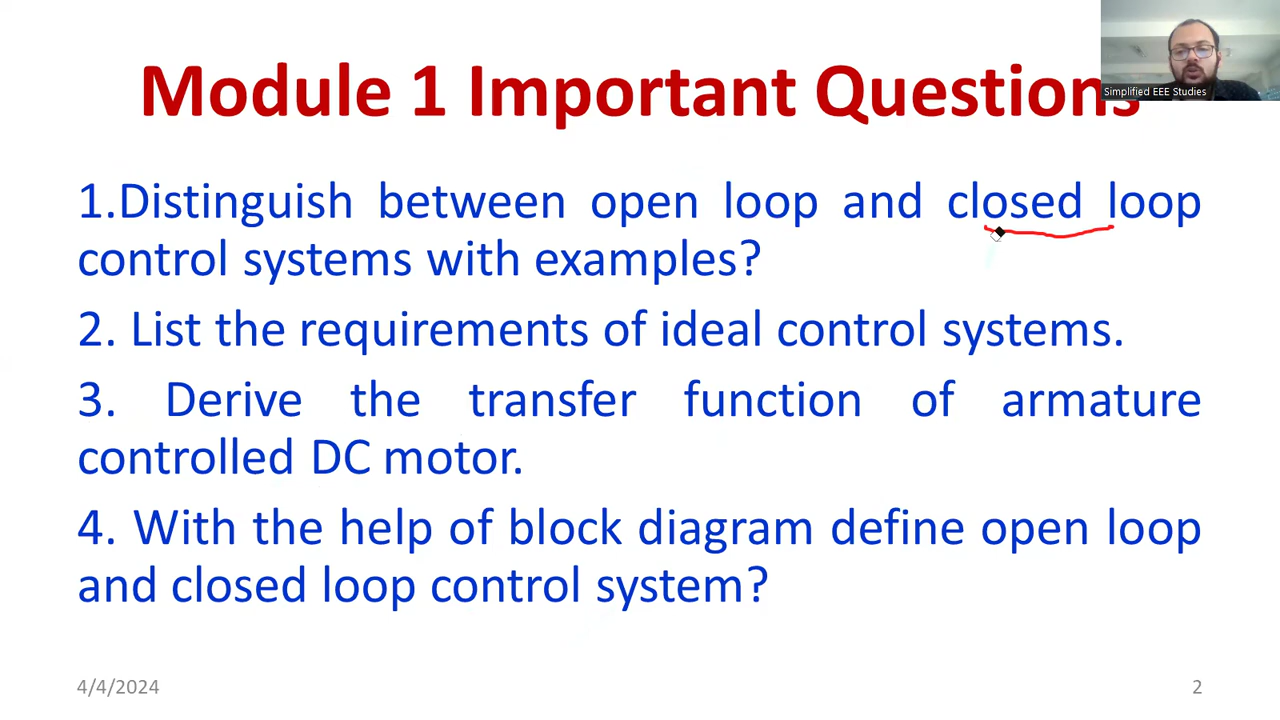 Module 1 Important Questions
Simplified EEE Studies
1.Distinguish between open loop and closed loop
control systems with examples?
2. List the requirements of ideal control systems.
3. Derive the transfer function of armature
controlled DC motor.
4. With the help of block diagram define open loop
and closed loop control system?
4/4/2024
2